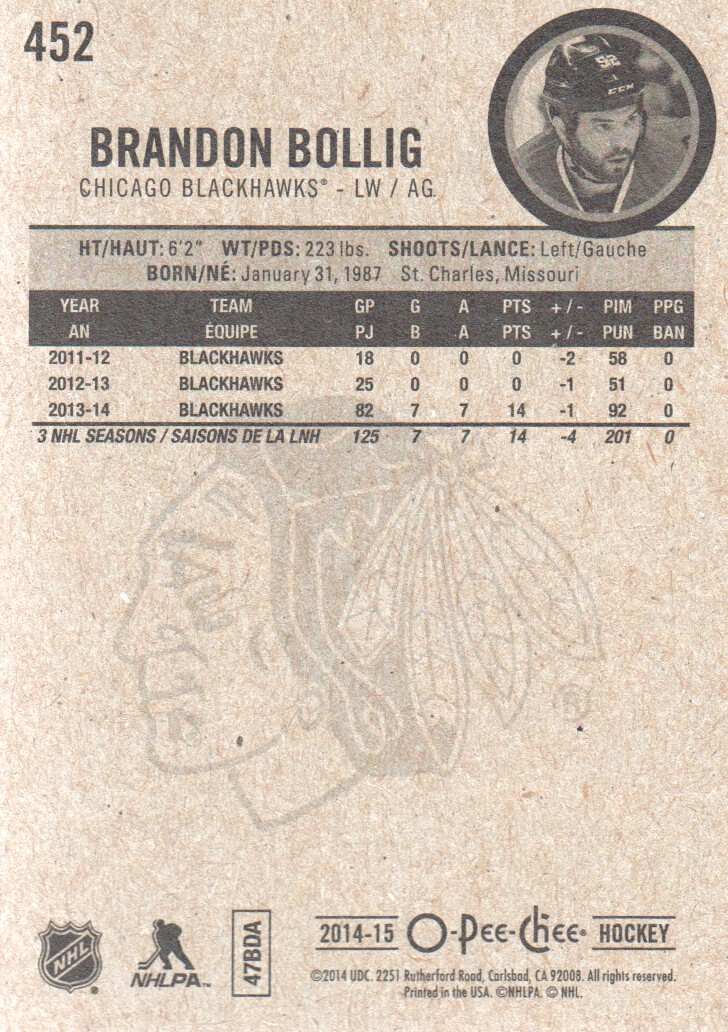 452
52
CCM
BRANDON BOLLIG
CHICAGO BLACKHAWKS® - LW / AG.
HT/HAUT: 6'2" WT/PDS: 223 lbs. SHOOTS/LANCE: Left/Gauche
BORN/NÉ: January 31, 1987 St. Charles, Missouri
YEAR TEAM GP G A PTS +/- PIM PPG
AN ÉQUIPE PJ B A PTS +/- PUN BAN
2011-12 BLACKHAWKS 18 0 0 0 -2 58 0
2012-13 BLACKHAWKS 25 0 0 0 -1 51 0
2013-14 BLACKHAWKS 82 7 7 14 -1 92 0
3 NHL SEASONS / SAISONS DE LA LNH 125 7 7 14 -4 201 0
®
NHL
®
NHLPA™
47BDA
2014-15 O-Pee-Chee® HOCKEY
©2014 UDC. 2251 Rutherford Road, Carlsbad, CA 92008. All rights reserved.
Printed in the USA. ©NHLPA. © NHL.